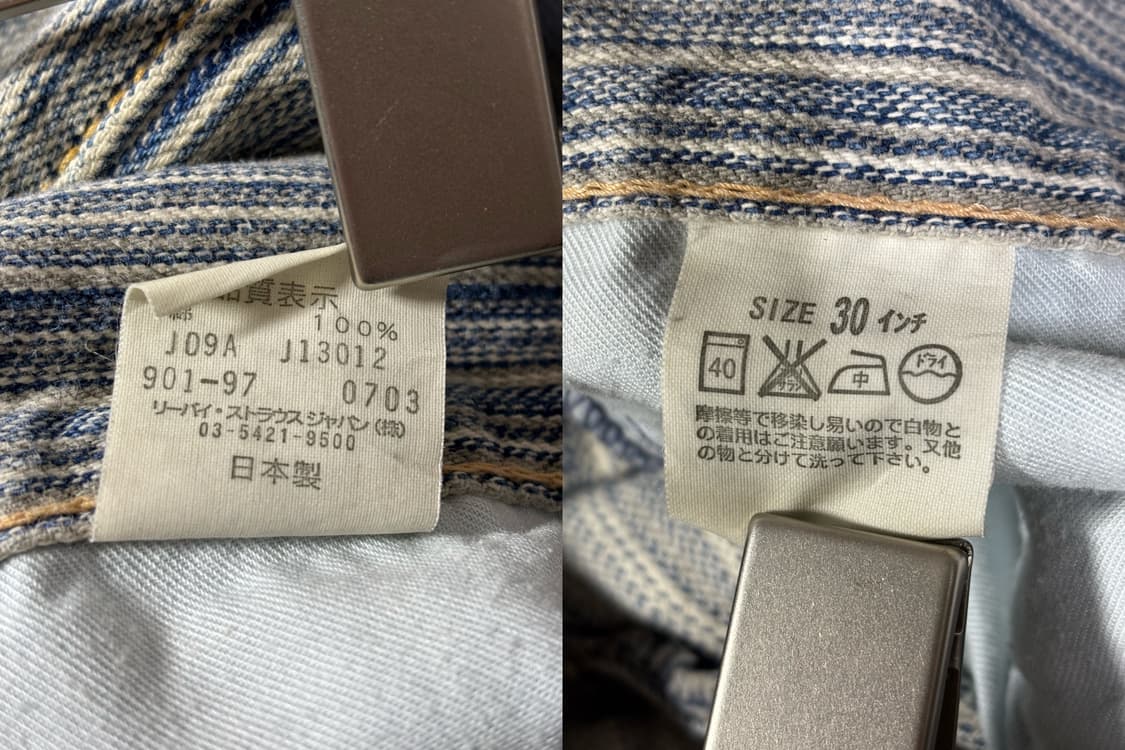 品質表示
綿 100%
J09A J13012
901-97 0703
リーバイ・ストラウスジャパン(株)
03-5421-9500
日本製
SIZE 30 インチ
40
サラシ
中
ドライ
摩擦等で移染し易いので白物と
の着用はご注意願います。又他
の物と分けて洗って下さい。